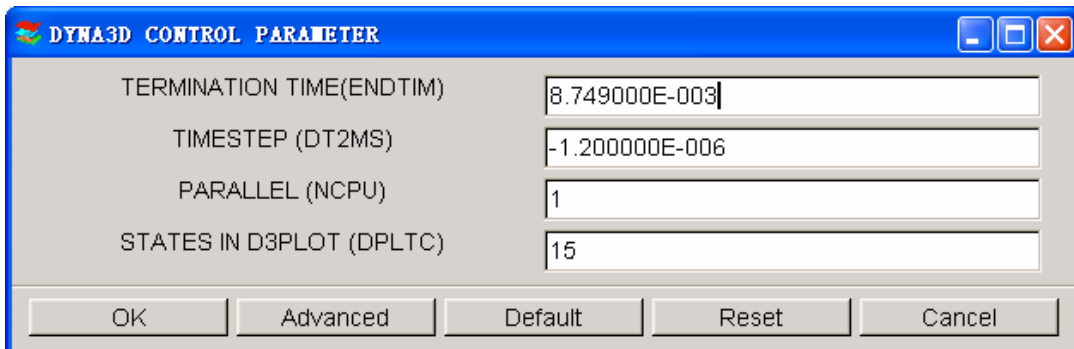 DYNA3D CONTROL PARAMETER
TERMINATION TIME(ENDTIM) 8.749000E-003
TIMESTEP (DT2MS) -1.200000E-006
PARALLEL (NCPU) 1
STATES IN D3PLOT (DPLTC) 15
OK Advanced Default Reset Cancel